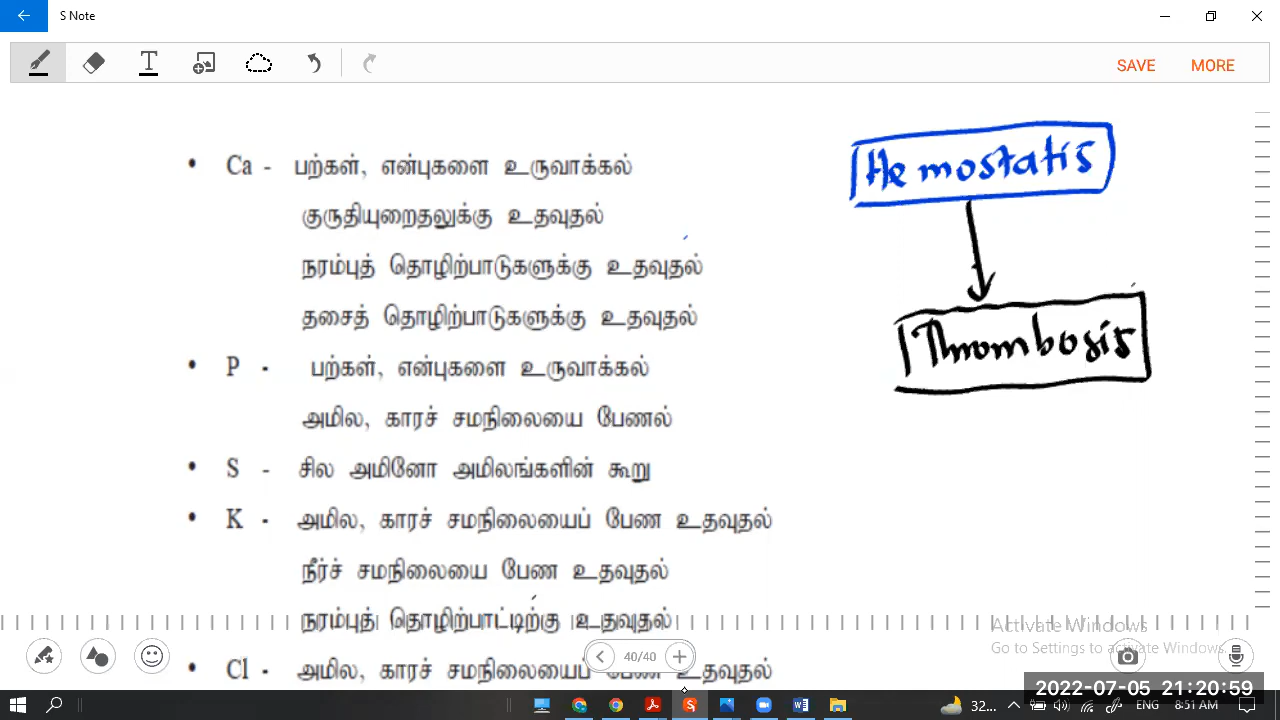 S Note
SAVE MORE
• Ca - பற்கள், என்புகளை உருவாக்கல்
குருதியுறைதலுக்கு உதவுதல்
நரம்புத் தொழிற்பாடுகளுக்கு உதவுதல்
தசைத் தொழிற்பாடுகளுக்கு உதவுதல்
• P - பற்கள், என்புகளை உருவாக்கல்
அமில, காரச் சமநிலையை பேணல்
• S - சில அமினோ அமிலங்களின் கூறு
• K - அமில, காரச் சமநிலையைப் பேண உதவுதல்
நீர்ச் சமநிலையை பேண உதவுதல்
நரம்புத் தொழிற்பாட்டிற்கு உதவுதல்
• Cl - அமில, காரச் சமநிலையைப் பேண உதவுதல்
Hemostatis
Thrombosis
Activate Windows
Go to Settings to activate Windows.
40/40
2022-07-05 21:20:59
32... ENG 8:51 AM